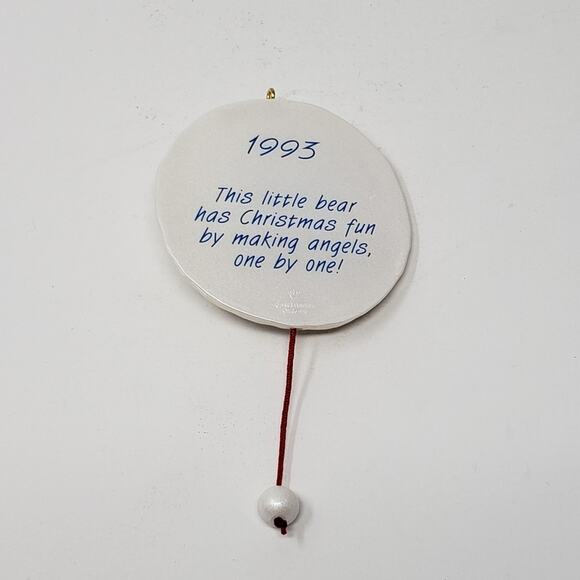 1993
This little bear
has Christmas fun
by making angels,
one by one!